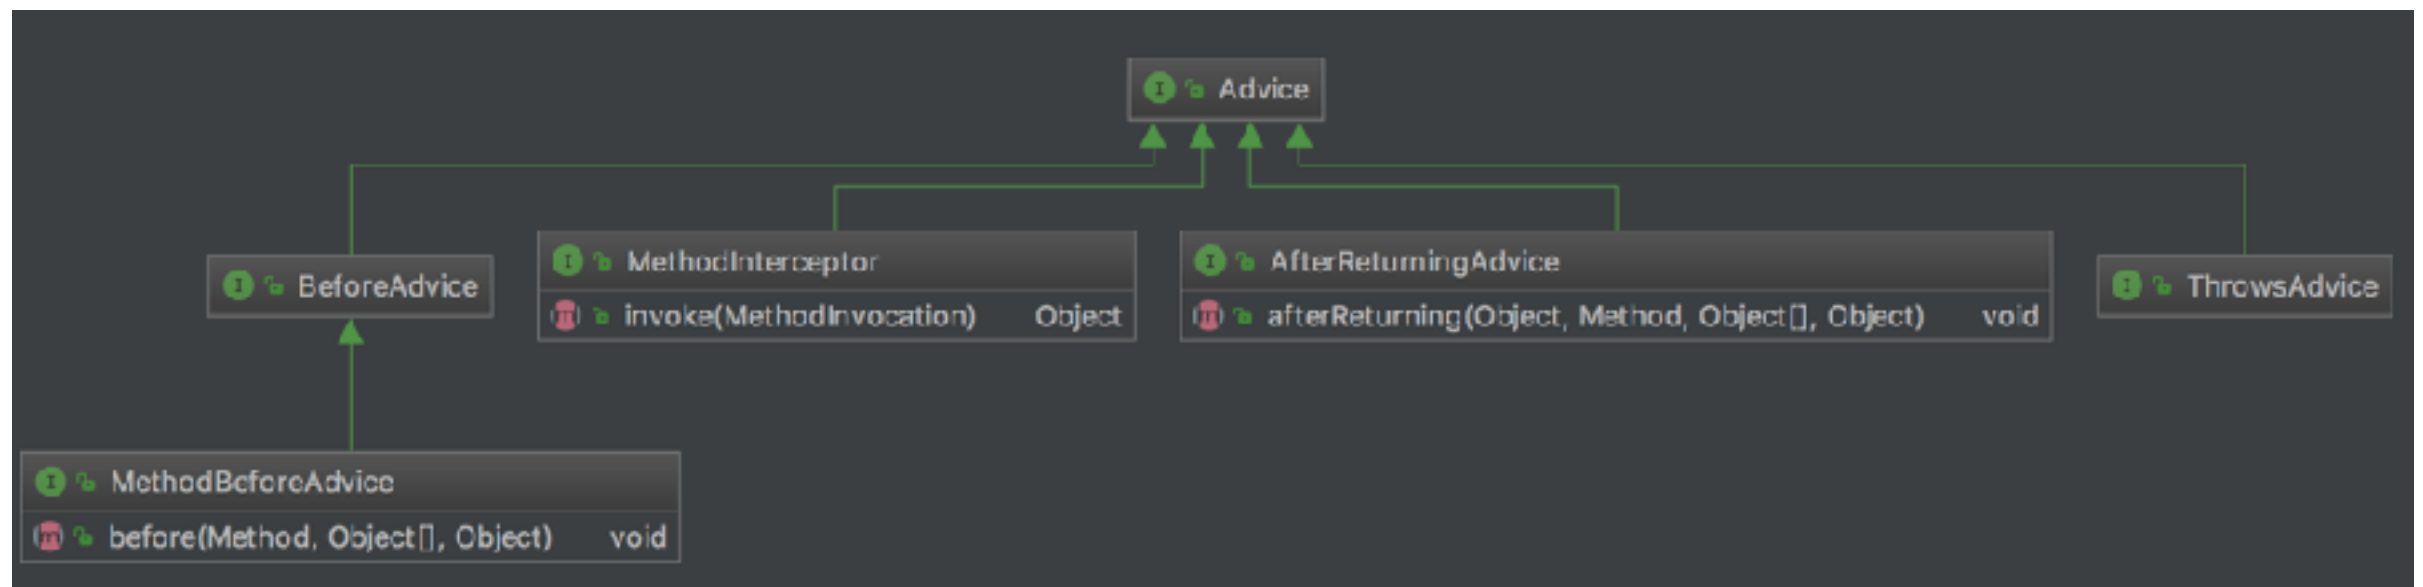 Advice
BeforeAdvice
MethodInterceptor
invoke(MethodInvocation) Object
AfterReturningAdvice
afterReturning(Object, Method, Object[], Object) void
ThrowsAdvice
MethodBeforeAdvice
before(Method, Object[], Object) void